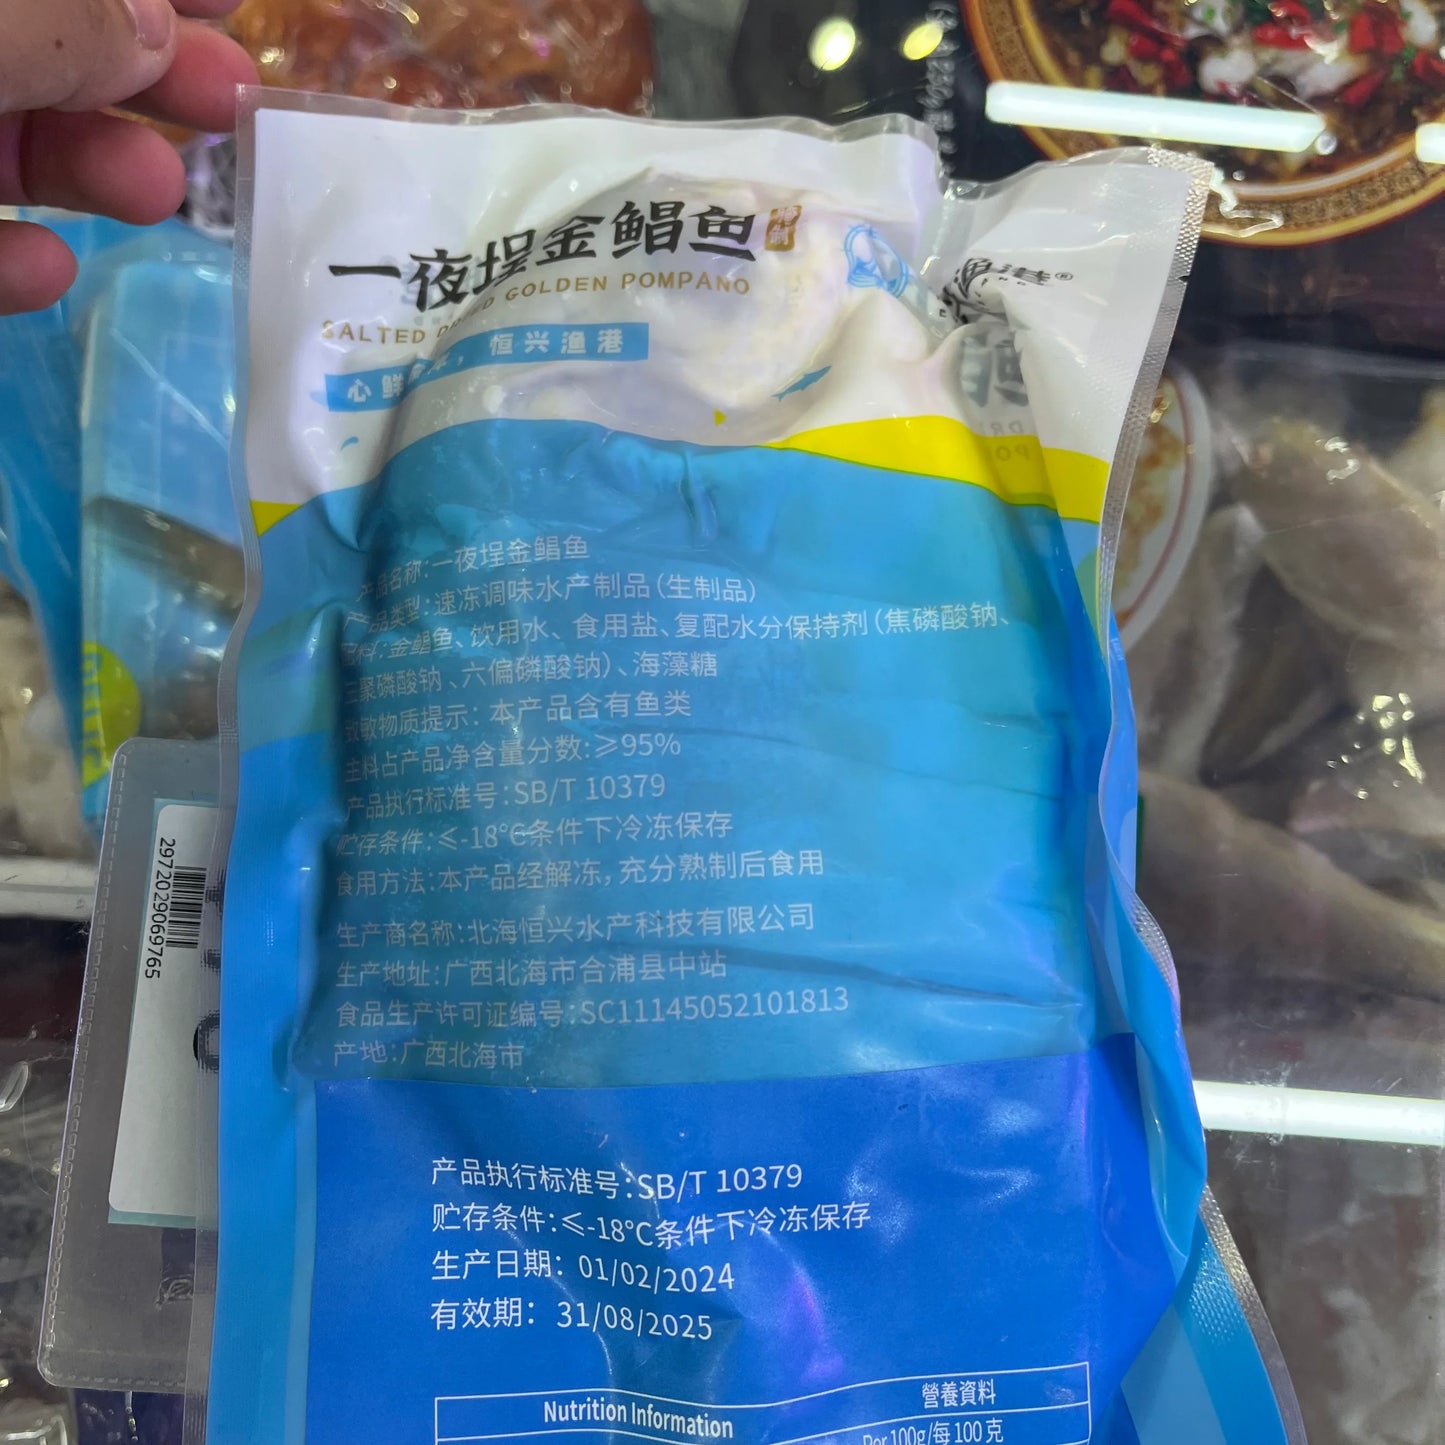 一夜埕金鲳鱼
SALTED DRIED GOLDEN POMPANO
恒兴渔港
渔港®
产品名称:一夜埕金鲳鱼
产品类型:速冻调味水产制品(生制品)
配料:金鲳鱼、饮用水、食用盐、复配水分保持剂(焦磷酸钠、
三聚磷酸钠、六偏磷酸钠)、海藻糖
致敏物质提示:本产品含有鱼类
主料占产品净含量分数:≥95%
产品执行标准号:SB/T 10379
贮存条件:≤-18°C条件下冷冻保存
食用方法:本产品经解冻,充分熟制后食用
生产商名称:北海恒兴水产科技有限公司
生产地址:广西北海市合浦县中站
食品生产许可证编号:SC11145052101813
产地:广西北海市
产品执行标准号:SB/T 10379
贮存条件:≤-18°C条件下冷冻保存
生产日期:01/02/2024
有效期:31/08/2025
Nutrition Information
營養資料
Per 100g/每 100 克
2972029069765